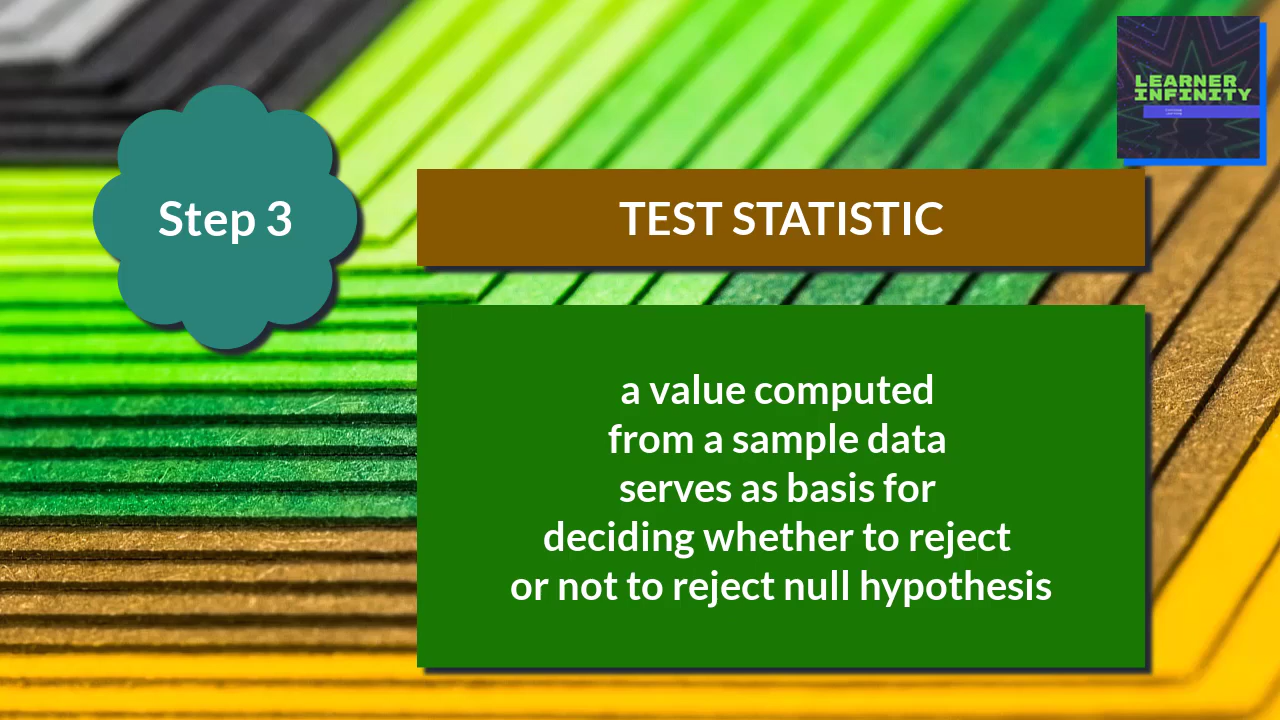 LEARNER
INFINITY
Step 3
TEST STATISTIC
a value computed
from a sample data
serves as basis for
deciding whether to reject
or not to reject null hypothesis